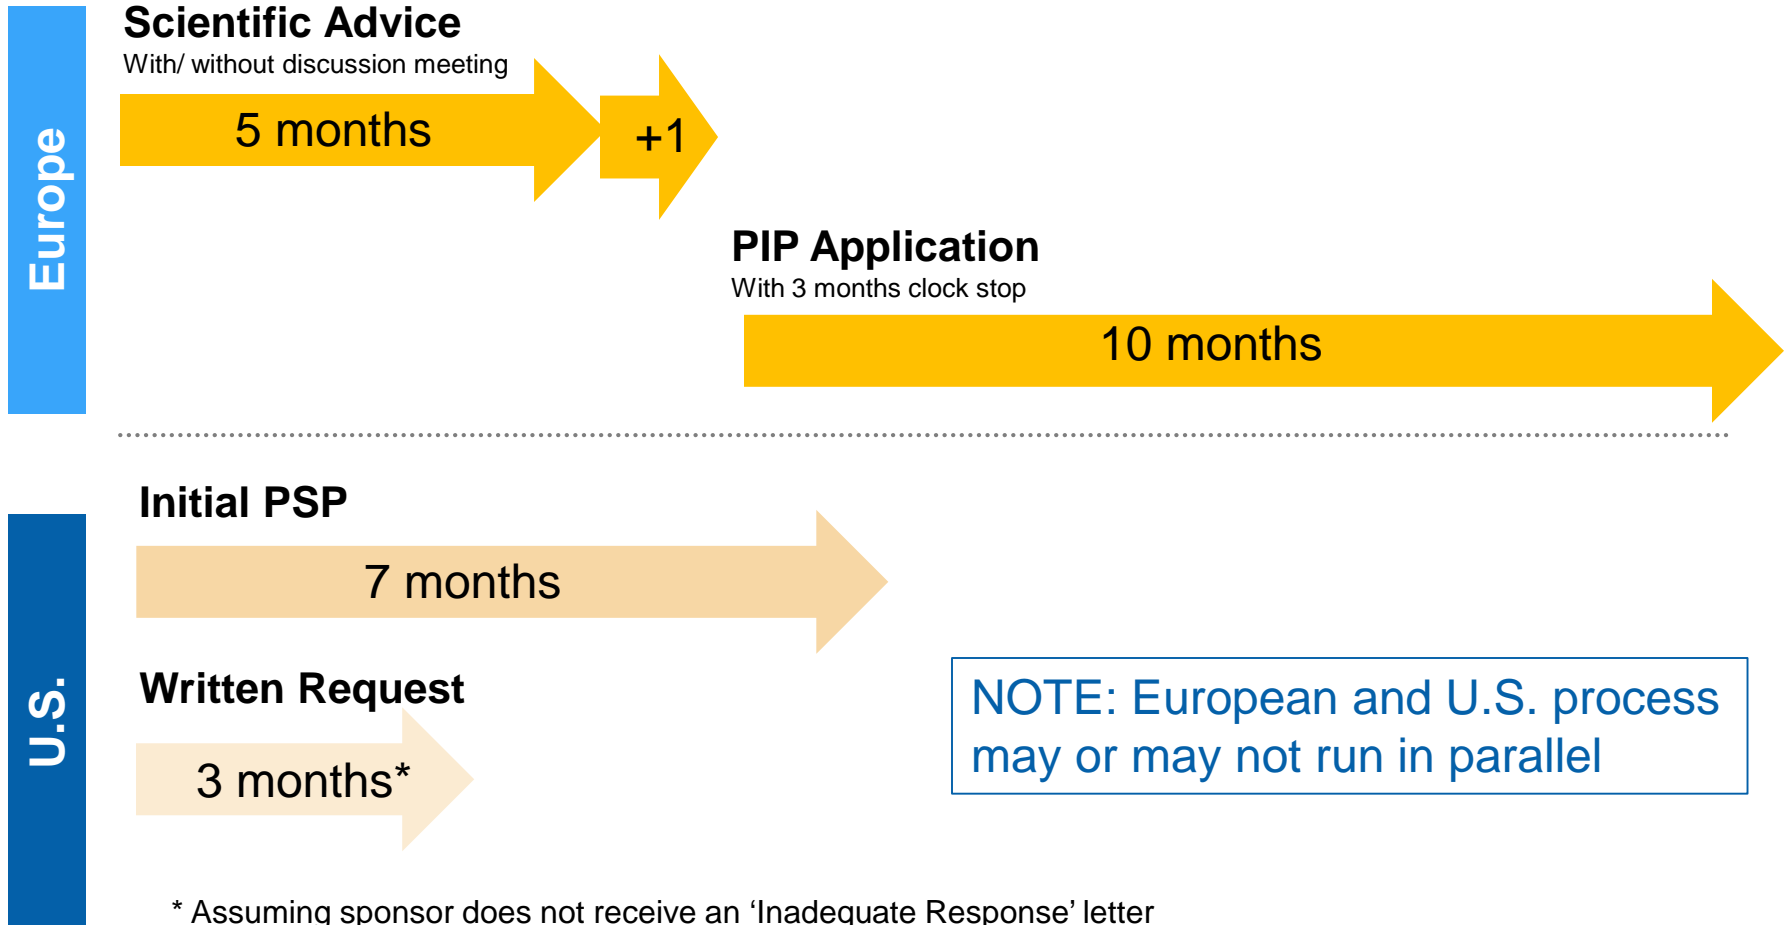 Europe
Scientific Advice
With/ without discussion meeting
5 months
+1
PIP Application
With 3 months clock stop
10 months
U.S.
Initial PSP
7 months
Written Request
3 months*
NOTE: European and U.S. process
may or may not run in parallel
* Assuming sponsor does not receive an ‘Inadequate Response’ letter